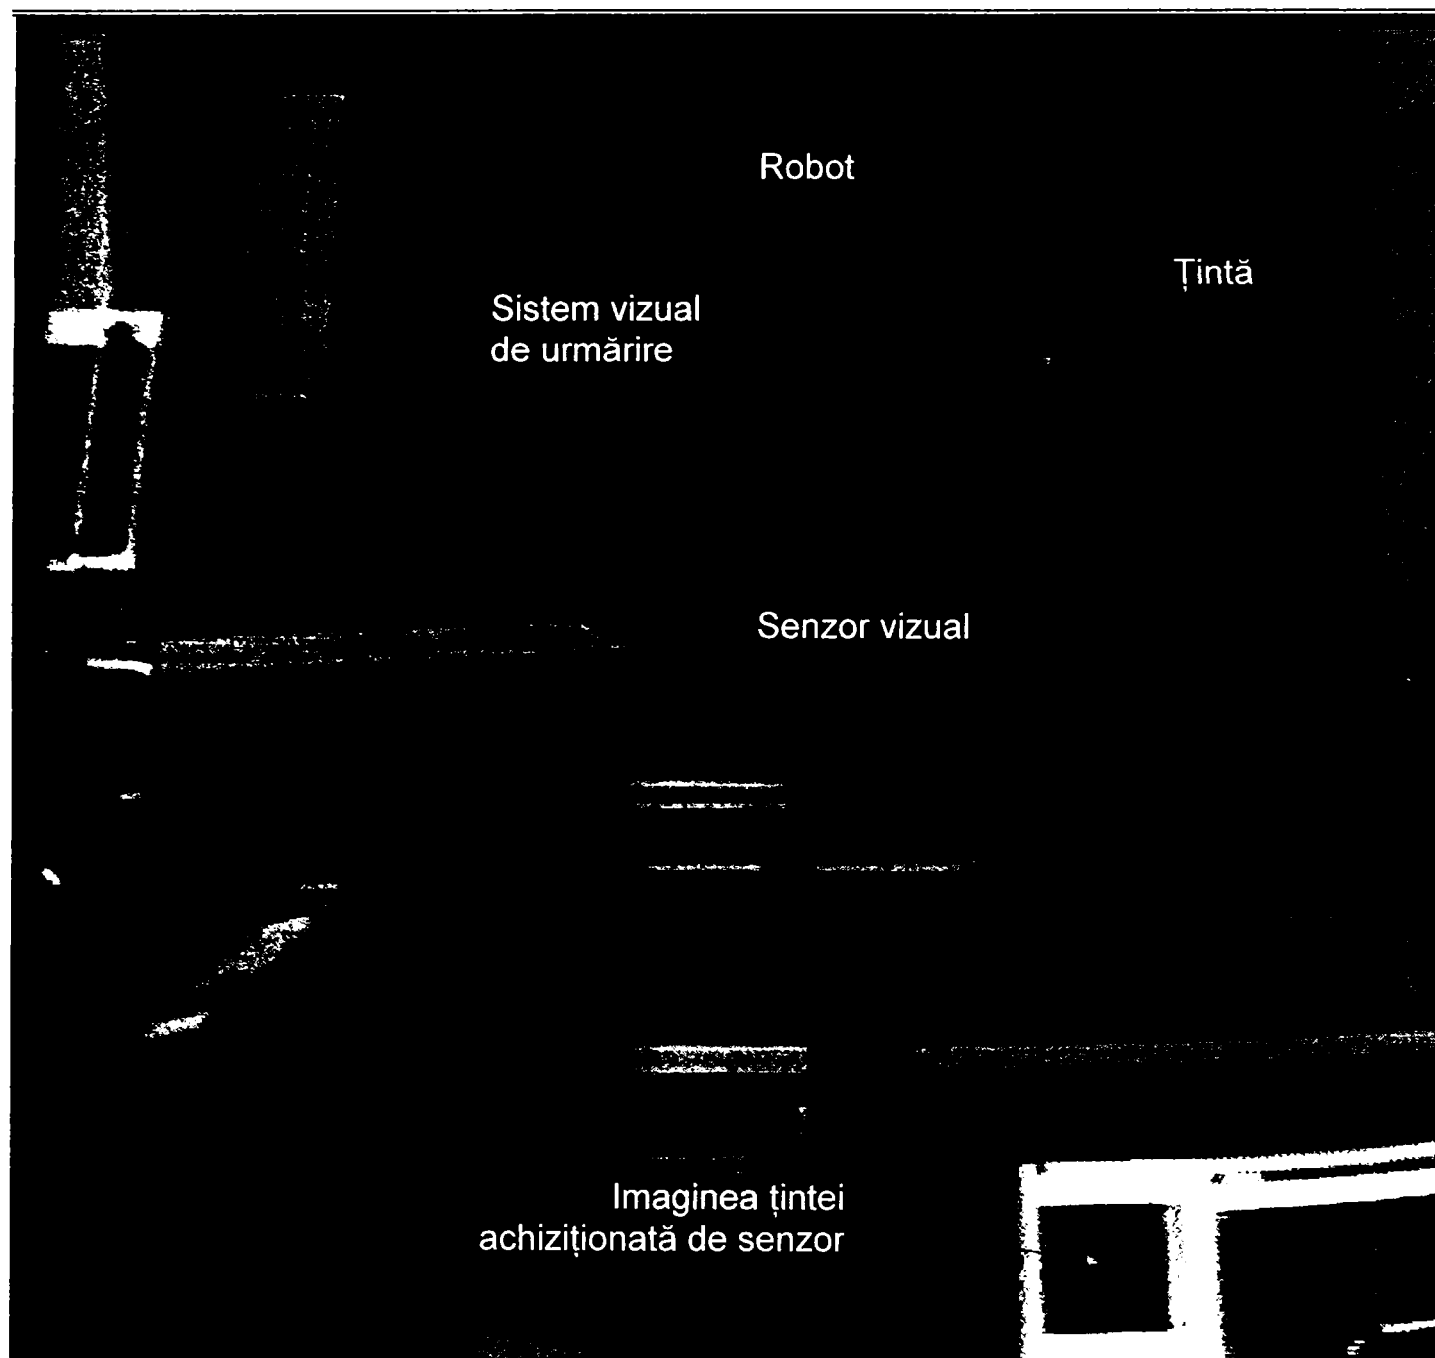 Robot
Țintă
Sistem vizual
de urmărire
Senzor vizual
Imaginea țintei
achiziționată de senzor